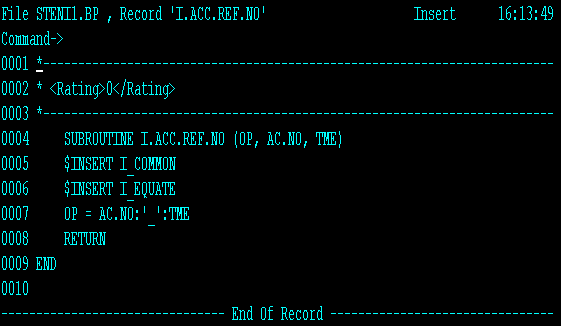 File STENI1.BP , Record 'I.ACC.REF.NO' Insert 16:13:49
Command->
0001 *--------------------------------------------------------------------------
0002 * <Rating>0</Rating>
0003 *--------------------------------------------------------------------------
0004 SUBROUTINE I.ACC.REF.NO (OP, AC.NO, TME)
0005 $INSERT I_COMMON
0006 $INSERT I_EQUATE
0007 OP = AC.NO:'_':TME
0008 RETURN
0009 END
0010
---------------------------- End Of Record --------------------------------